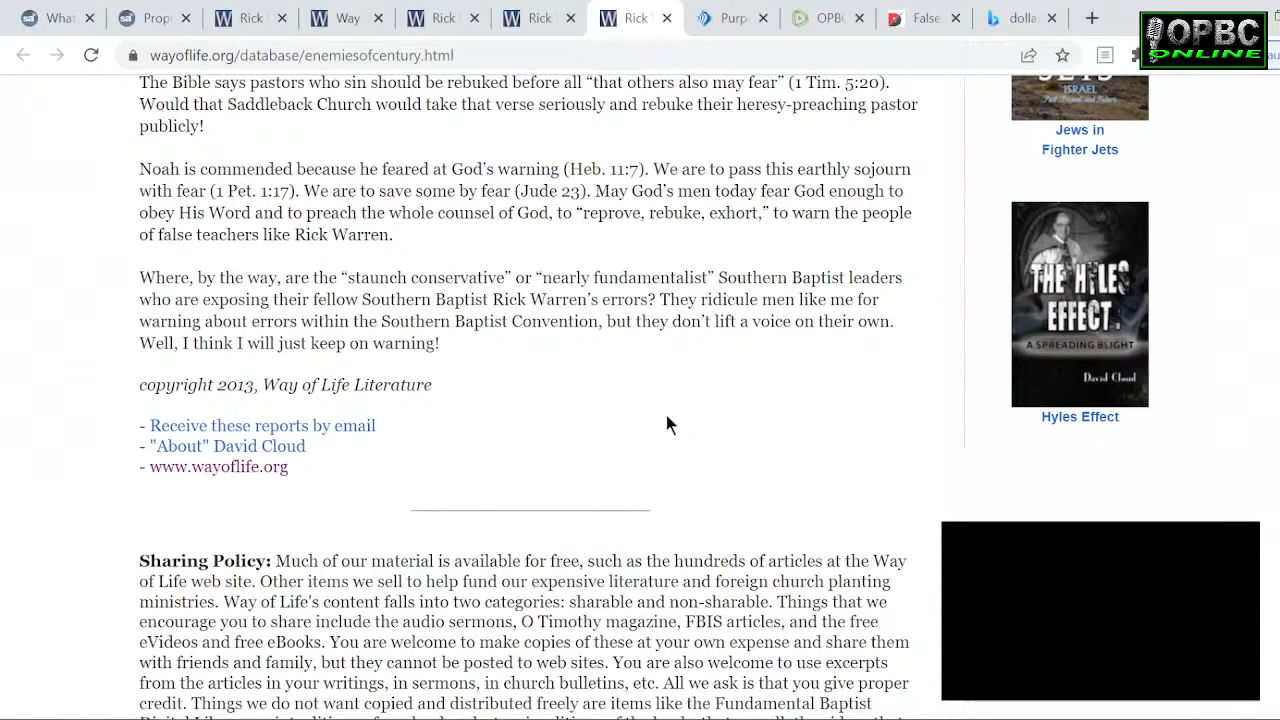 sat Wit
Prop
Rick
Way
Rick
Rick
Rick
Purp
OPBC
False
dolla
OPBC
ONLINE
wayoflife.org/database/enemiesofcentury.html
The Bible says pastors who sin should be rebuked before all “that others also may fear” (1 Tim. 5:20).
Would that Saddleback Church would take that verse seriously and rebuke their heresy-preaching pastor
publicly!
Noah is commended because he feared at God’s warning (Heb. 11:7). We are to pass this earthly sojourn
with fear (1 Pet. 1:17). We are to save some by fear (Jude 23). May God’s men today fear God enough to
obey His Word and to preach the whole counsel of God, to “reprove, rebuke, exhort,” to warn the people
of false teachers like Rick Warren.
Where, by the way, are the “staunch conservative” or “nearly fundamentalist” Southern Baptist leaders
who are exposing their fellow Southern Baptist Rick Warren’s errors? They ridicule men like me for
warning about errors within the Southern Baptist Convention, but they don’t lift a voice on their own.
Well, I think I will just keep on warning!
copyright 2013, Way of Life Literature
- Receive these reports by email
- "About" David Cloud
- www.wayoflife.org
Sharing Policy: Much of our material is available for free, such as the hundreds of articles at the Way
of Life web site. Other items we sell to help fund our expensive literature and foreign church planting
ministries. Way of Life's content falls into two categories: sharable and non-sharable. Things that we
encourage you to share include the audio sermons, O Timothy magazine, FBIS articles, and the free
eVideos and free eBooks. You are welcome to make copies of these at your own expense and share them
with friends and family, but they cannot be posted to web sites. You are also welcome to use excerpts
from the articles in your writings, in sermons, in church bulletins, etc. All we ask is that you give proper
credit. Things we do not want copied and distributed freely are items like the Fundamental Baptist
JETS
ISRAEL
Past, Present, and Future
Jews in
Fighter Jets
THE HYLES
EFFECT
A SPREADING BLIGHT
David Cloud
Hyles Effect